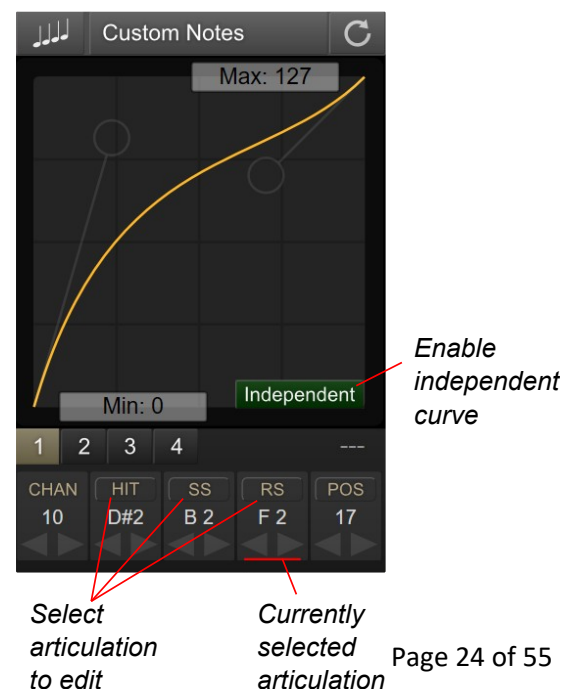 Custom Notes
Max: 127
Enable
independent
curve
Independent
Min: 0
1 2 3 4 ---
CHAN HIT SS RS POS
10 D#2 B 2 F 2 17
Select
articulation
to edit
Currently
selected
articulation
Page 24 of 55